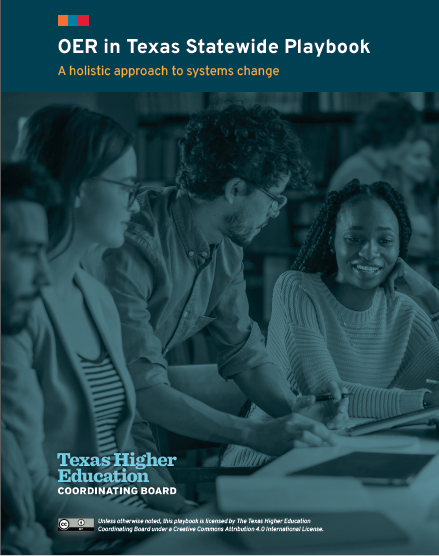 OER in Texas Statewide Playbook
A holistic approach to systems change
Texas Higher
Education
COORDINATING BOARD
Unless otherwise noted, this playbook is licensed by The Texas Higher Education
Coordinating Board under a Creative Commons Attribution 4.0 International License.